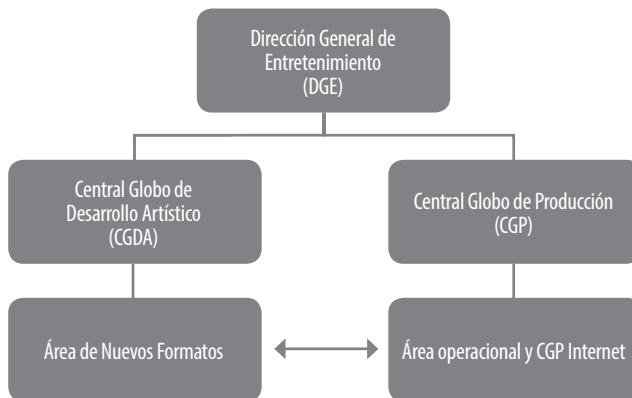 Dirección General de
Entretenimiento
(DGE)
Central Globo de
Desarrollo Artístico
(CGDA)
Central Globo de Producción
(CGP)
Área de Nuevos Formatos
Área operacional y CGP Internet